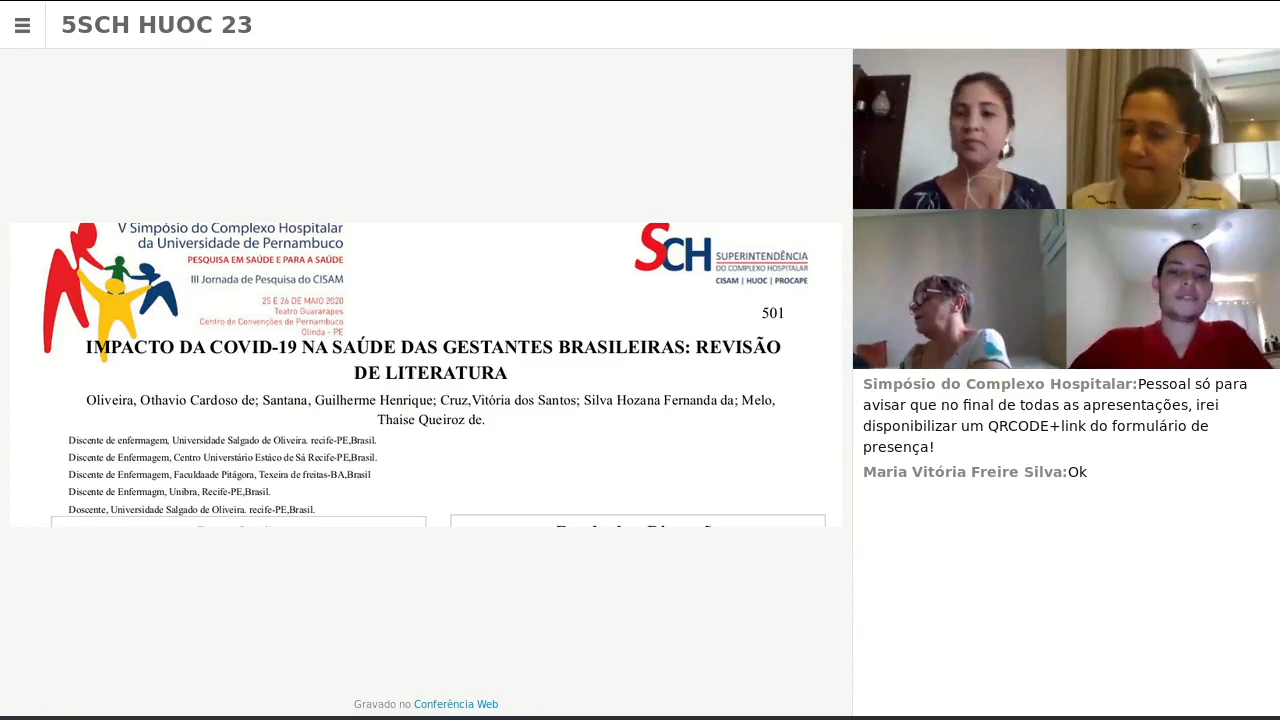 5SCH HUOC 23
V Simpósio do Complexo Hospitalar
da Universidade de Pernambuco
PESQUISA EM SAÚDE E PARA A SAÚDE
III Jornada de Pesquisa do CISAM
25 E 26 DE MAIO 2020
Teatro Guararapes
Centro de Convenções de Pernambuco
Olinda - PE
SCH SUPERINTENDÊNCIA
DO COMPLEXO HOSPITALAR
CISAM | HUOC | PROCAPE
501
IMPACTO DA COVID-19 NA SAÚDE DAS GESTANTES BRASILEIRAS: REVISÃO
DE LITERATURA
Oliveira, Othavio Cardoso de; Santana, Guilherme Henrique; Cruz,Vitória dos Santos; Silva Hozana Fernanda da; Melo,
Thaise Queiroz de.
Discente de enfermagem, Universidade Salgado de Oliveira. recife-PE,Brasil.
Discente de Enfermagem, Centro Universtário Estáco de Sá Recife-PE,Brasil.
Discente de Enfermagem, Faculdaade Pitágora, Texeira de freitas-BA,Brasil
Discente de Enfermagm, Unibra, Recife-PE,Brasil.
Doscente, Universidade Salgado de Oliveira. recife-PE,Brasil.
Simpósio do Complexo Hospitalar:Pessoal só para
avisar que no final de todas as apresentações, irei
disponibilizar um QRCODE+link do formulário de
presença!
Maria Vitória Freire Silva:Ok
Gravado no Conferência Web